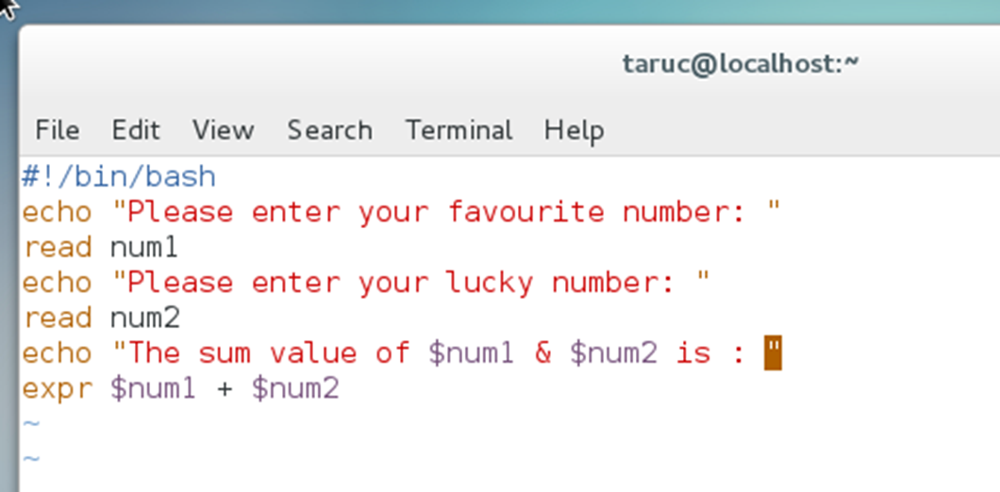 taruc@localhost:~
File Edit View Search Terminal Help
#!/bin/bash
echo "Please enter your favourite number: "
read num1
echo "Please enter your lucky number: "
read num2
echo "The sum value of $num1 & $num2 is : "
expr $num1 + $num2
~
~